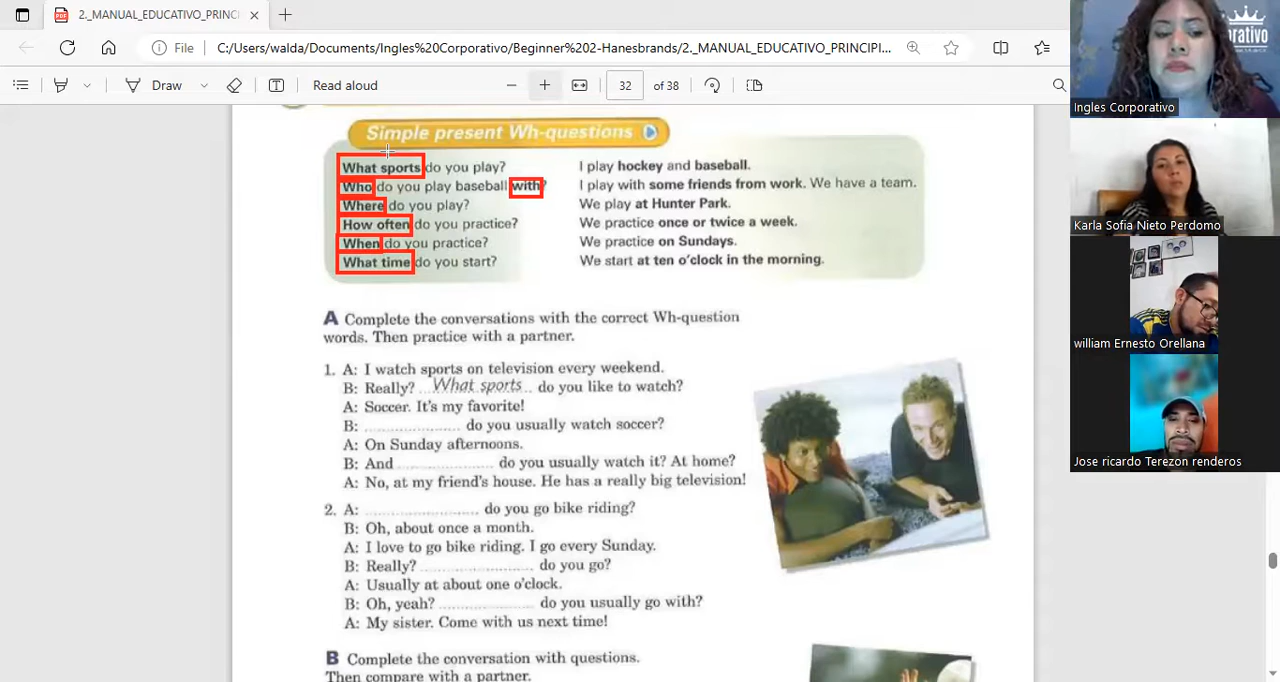 2._MANUAL_EDUCATIVO_PRINCI
File C:/Users/walda/Documents/Ingles%20Corporativo/Beginner%202-Hanesbrands/2._MANUAL_EDUCATIVO_PRINCIPI...
Draw Read aloud 32 of 38
Simple present Wh-questions
What sports do you play? I play hockey and baseball.
Who do you play baseball with? I play with some friends from work. We have a team.
Where do you play? We play at Hunter Park.
How often do you practice? We practice once or twice a week.
When do you practice? We practice on Sundays.
What time do you start? We start at ten o'clock in the morning.
A Complete the conversations with the correct Wh-question
words. Then practice with a partner.
1. A: I watch sports on television every weekend.
B: Really? What sports do you like to watch?
A: Soccer. It's my favorite!
B: .................... do you usually watch soccer?
A: On Sunday afternoons.
B: And .................... do you usually watch it? At home?
A: No, at my friend's house. He has a really big television!
2. A: .................... do you go bike riding?
B: Oh, about once a month.
A: I love to go bike riding. I go every Sunday.
B: Really? .................... do you go?
A: Usually at about one o'clock.
B: Oh, yeah? .................... do you usually go with?
A: My sister. Come with us next time!
B Complete the conversation with questions.
Then compare with a partner.
orativo
Ingles Corporativo
Karla Sofia Nieto Perdomo
william Ernesto Orellana
Jose ricardo Terezon renderos